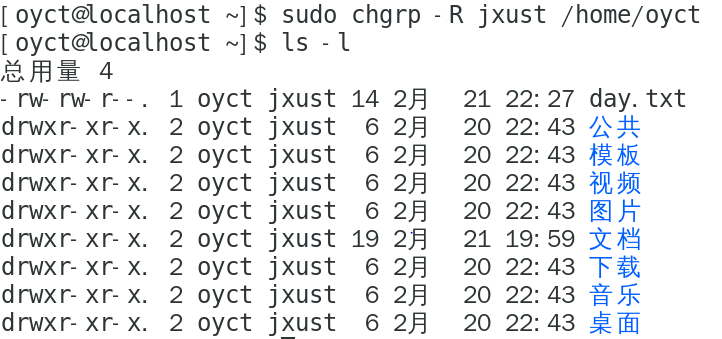 [oyct@localhost ~]$ sudo chgrp -R jxust /home/oyct
[oyct@localhost ~]$ ls -l
总用量 4
-rw-rw-r--. 1 oyct jxust 14 2月  21 22:27 day.txt
drwxr-xr-x. 2 oyct jxust  6 2月  20 22:43 公共
drwxr-xr-x. 2 oyct jxust  6 2月  20 22:43 模板
drwxr-xr-x. 2 oyct jxust  6 2月  20 22:43 视频
drwxr-xr-x. 2 oyct jxust  6 2月  20 22:43 图片
drwxr-xr-x. 2 oyct jxust 19 2月  21 19:59 文档
drwxr-xr-x. 2 oyct jxust  6 2月  20 22:43 下载
drwxr-xr-x. 2 oyct jxust  6 2月  20 22:43 音乐
drwxr-xr-x. 2 oyct jxust  6 2月  20 22:43 桌面